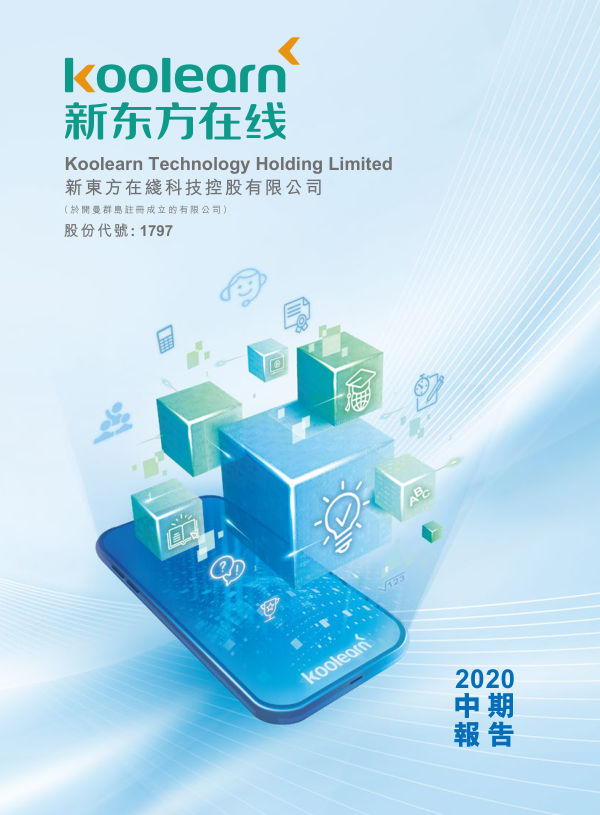 koolearn
新东方在线
Koolearn Technology Holding Limited
新東方在綫科技控股有限公司
（於開曼群島註冊成立的有限公司）
股份代號: 1797
ABC
?!
√123
koolearn
2020
中期
報告